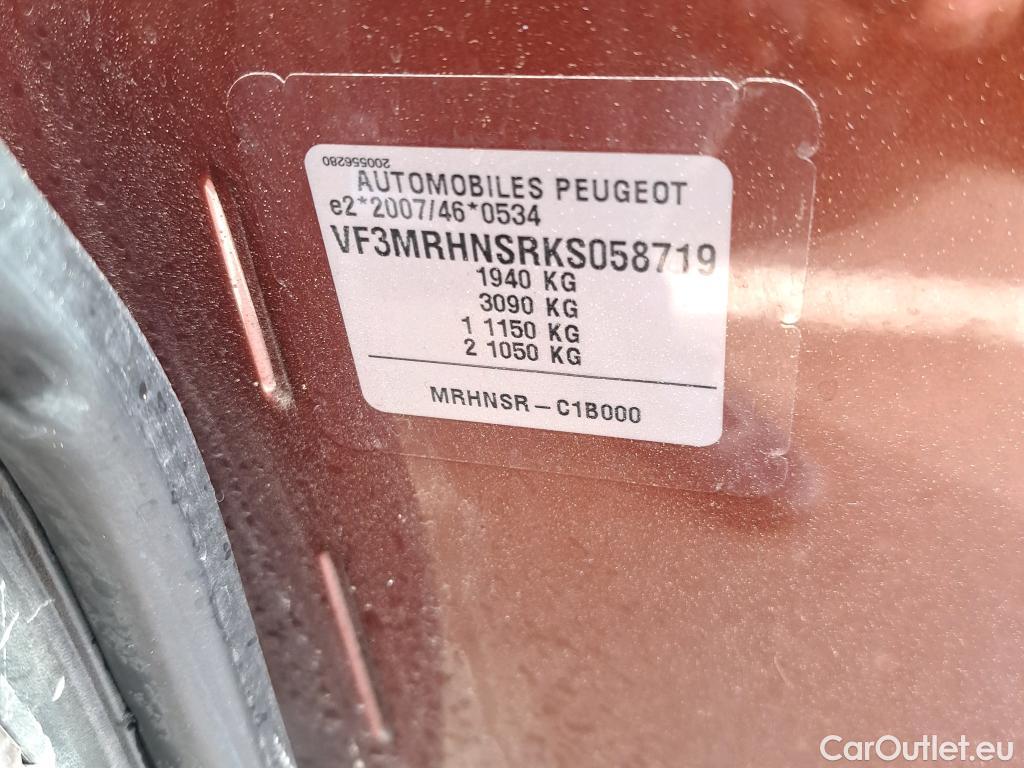 200556280
AUTOMOBILES PEUGEOT
e2*2007/46*0534
VF3MRHNSRKS058719
1940 KG
3090 KG
1 1150 KG
2 1050 KG
MRHNSR - C1B000
CarOutlet.eu